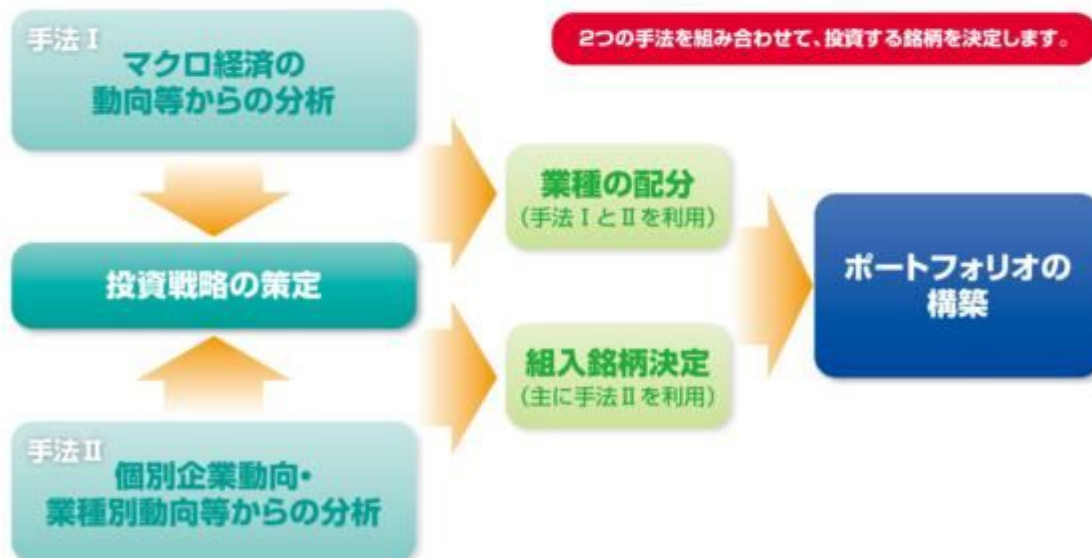 手法Ⅰ
マクロ経済の
動向等からの分析
2つの手法を組み合わせて、投資する銘柄を決定します。
業種の配分
(手法ⅠとⅡを利用)
投資戦略の策定
ポートフォリオの
構築
組入銘柄決定
(主に手法Ⅱを利用)
手法Ⅱ
個別企業動向・
業種別動向等からの分析